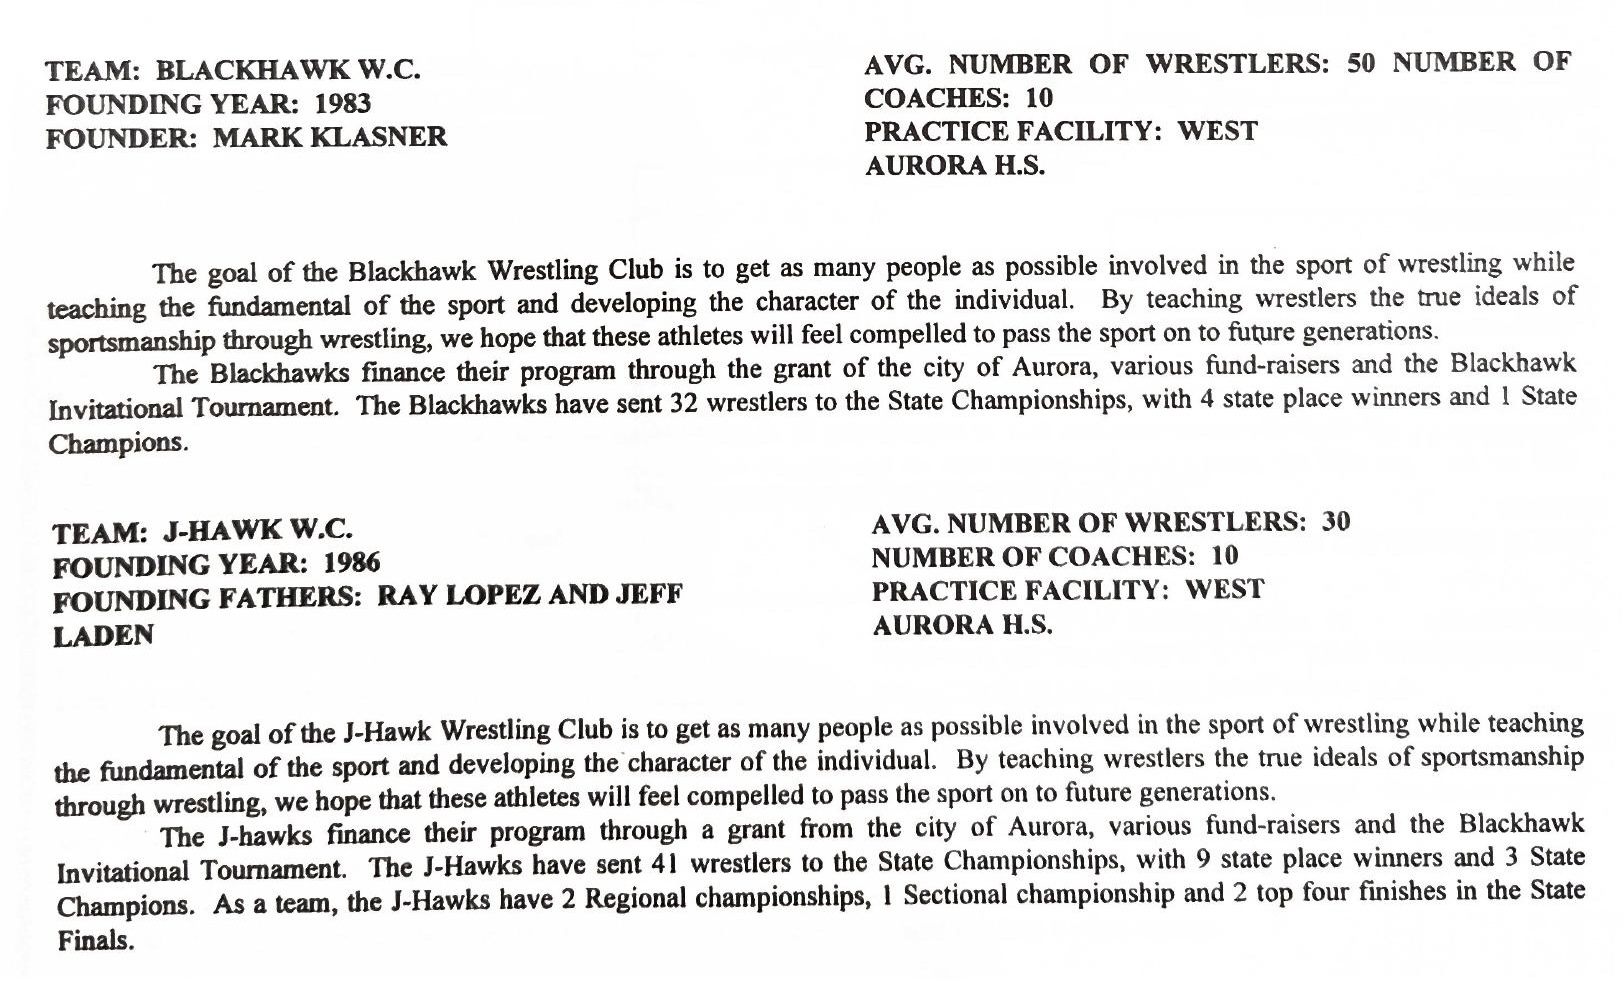 TEAM: BLACKHAWK W.C.
FOUNDING YEAR: 1983
FOUNDER: MARK KLASNER
AVG. NUMBER OF WRESTLERS: 50 NUMBER OF
COACHES: 10
PRACTICE FACILITY: WEST
AURORA H.S.
The goal of the Blackhawk Wrestling Club is to get as many people as possible involved in the sport of wrestling while
teaching the fundamental of the sport and developing the character of the individual. By teaching wrestlers the true ideals of
sportsmanship through wrestling, we hope that these athletes will feel compelled to pass the sport on to future generations.
The Blackhawks finance their program through the grant of the city of Aurora, various fund-raisers and the Blackhawk
Invitational Tournament. The Blackhawks have sent 32 wrestlers to the State Championships, with 4 state place winners and 1 State
Champions.
TEAM: J-HAWK W.C.
FOUNDING YEAR: 1986
FOUNDING FATHERS: RAY LOPEZ AND JEFF
LADEN
AVG. NUMBER OF WRESTLERS: 30
NUMBER OF COACHES: 10
PRACTICE FACILITY: WEST
AURORA H.S.
The goal of the J-Hawk Wrestling Club is to get as many people as possible involved in the sport of wrestling while teaching
the fundamental of the sport and developing the character of the individual. By teaching wrestlers the true ideals of sportsmanship
through wrestling, we hope that these athletes will feel compelled to pass the sport on to future generations.
The J-hawks finance their program through a grant from the city of Aurora, various fund-raisers and the Blackhawk
Invitational Tournament. The J-Hawks have sent 41 wrestlers to the State Championships, with 9 state place winners and 3 State
Champions. As a team, the J-Hawks have 2 Regional championships, 1 Sectional championship and 2 top four finishes in the State
Finals.